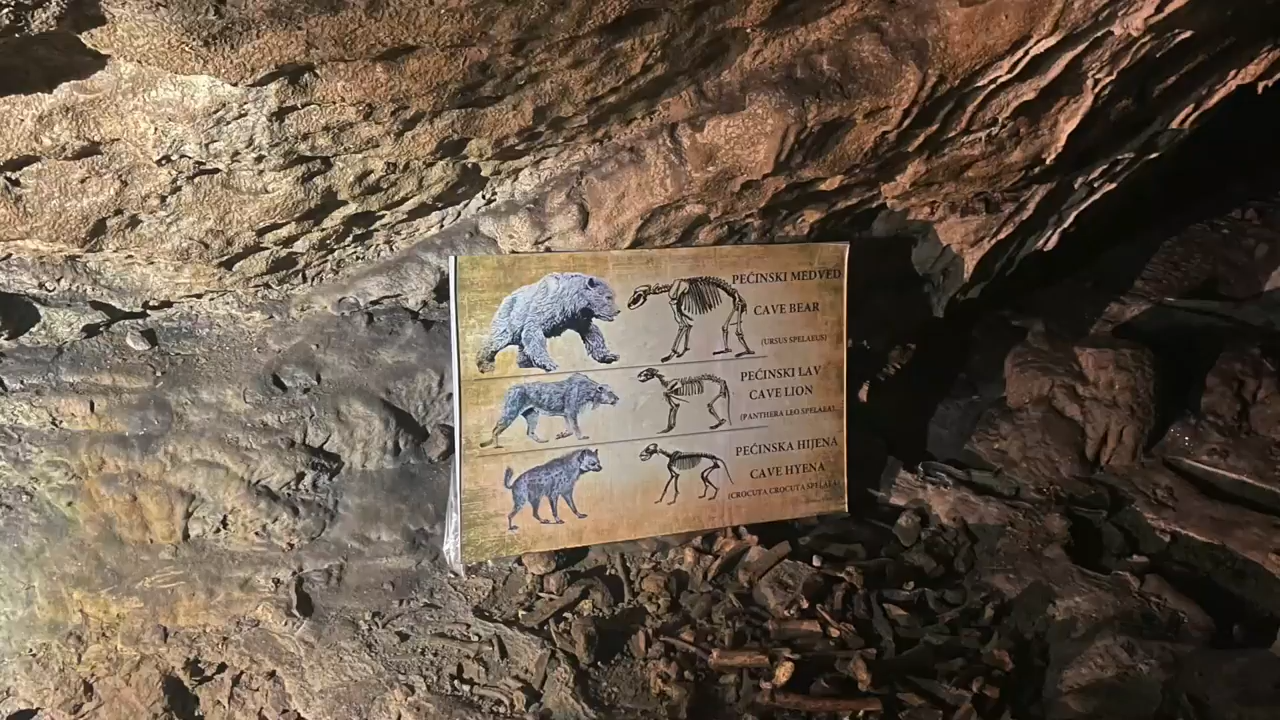 PEĆINSKI MEDVED
CAVE BEAR
(URSUS SPELAEUS)
PEĆINSKI LAV
CAVE LION
(PANTHERA LEO SPELAEA)
PEĆINSKA HIJENA
CAVE HYENA
(CROCUTA CROCUTA SPELAEA)